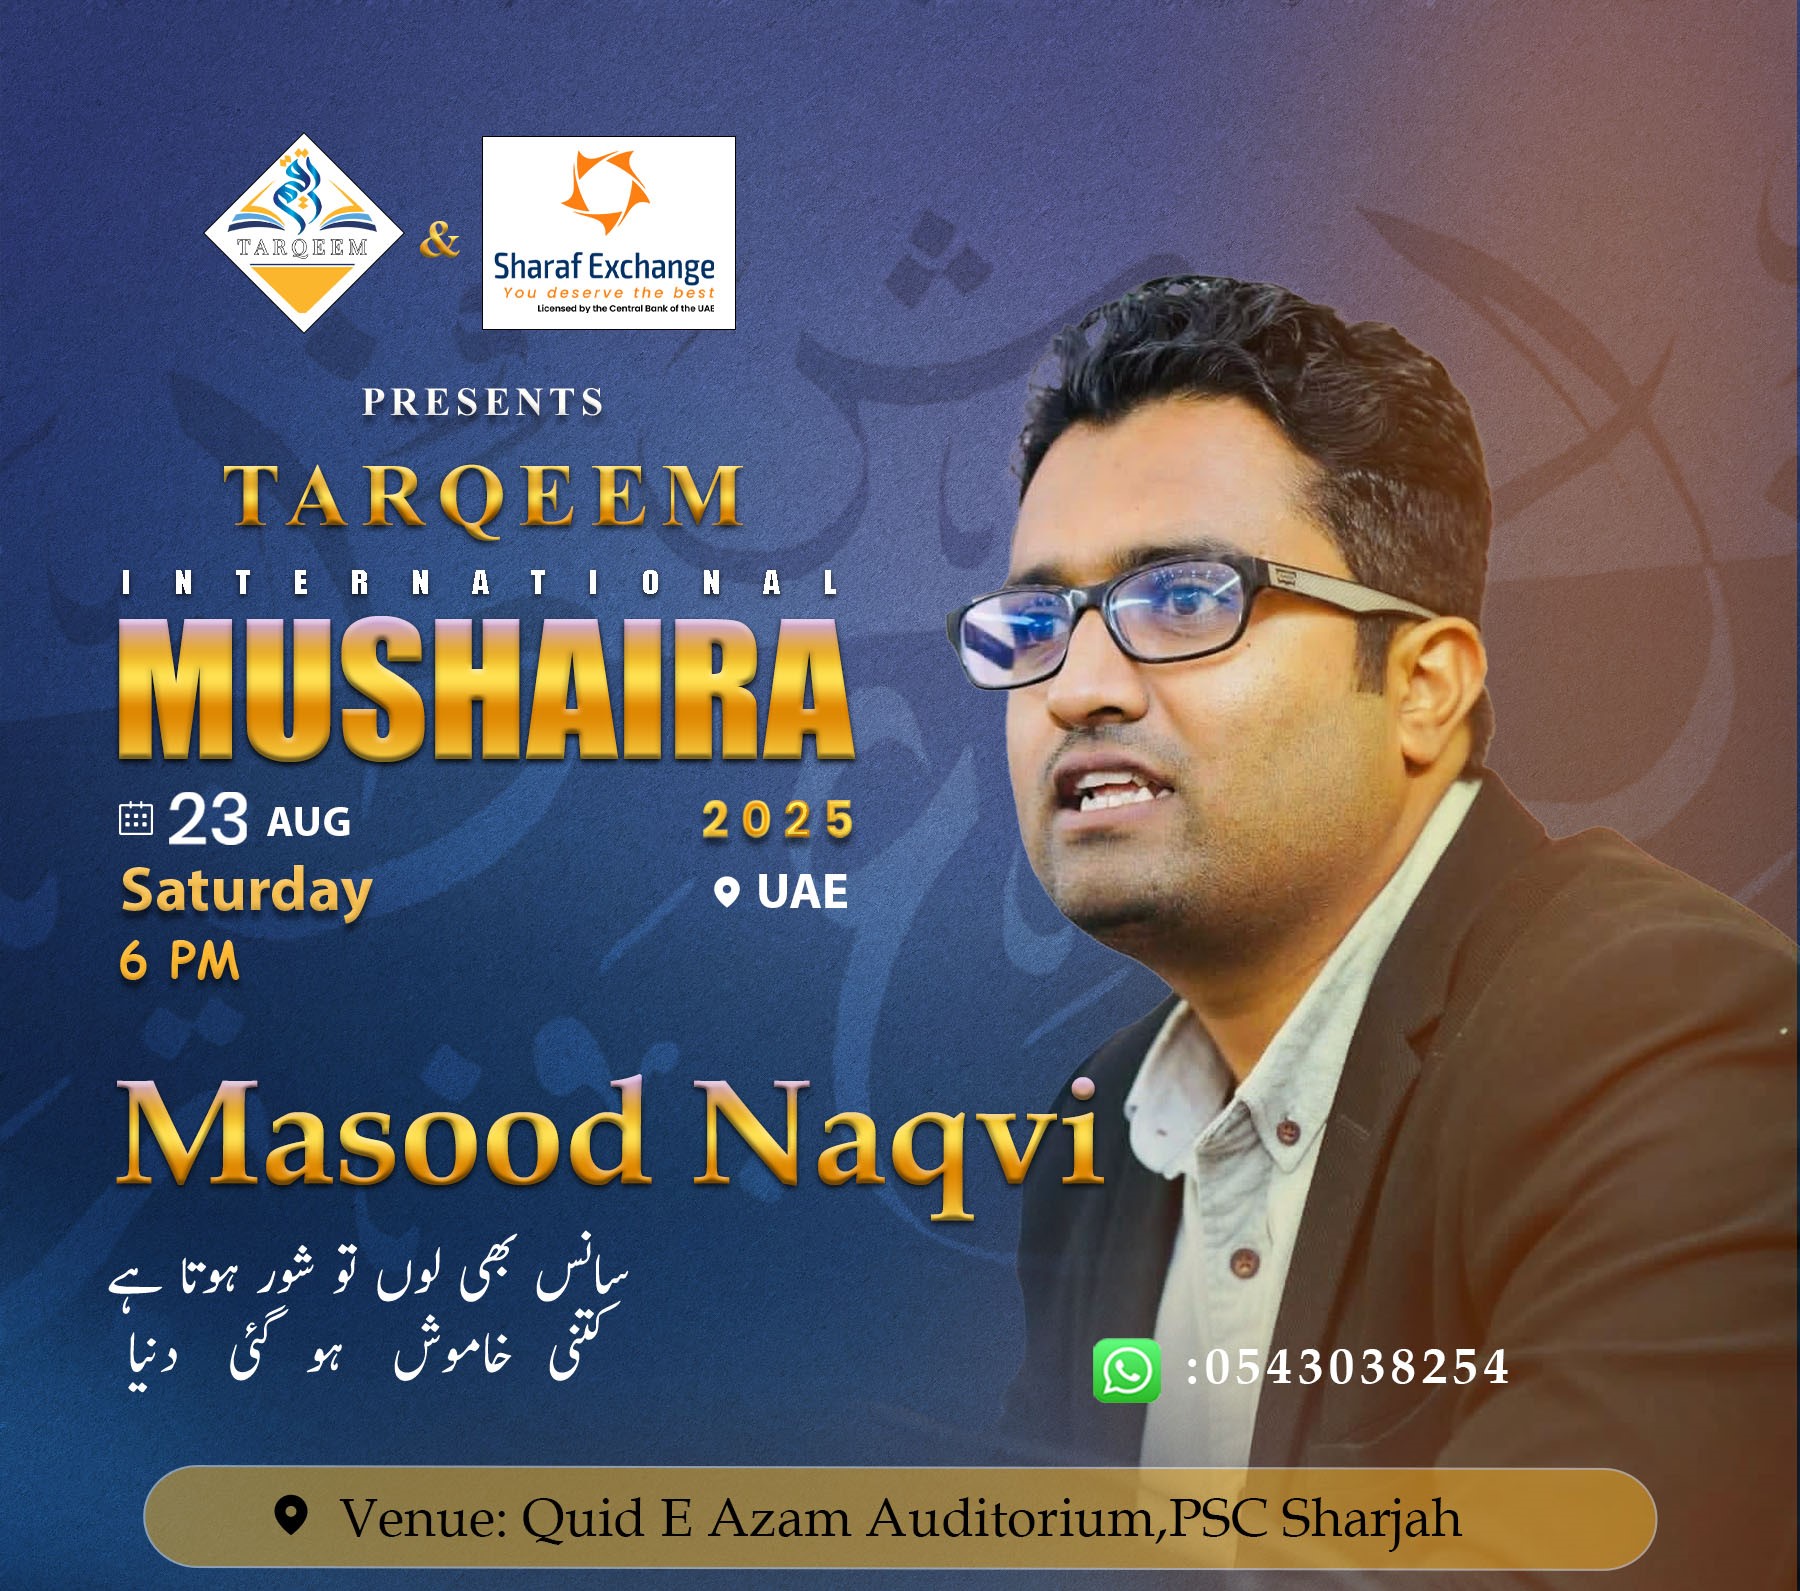 TARQEEM
&
Sharaf Exchange
You deserve the best
Licensed by the Central Bank of the UAE
PRESENTS
TARQEEM
INTERNATIONAL
MUSHAIRA
23 AUG
2025
Saturday
UAE
6 PM
Masood Naqvi
سانس بھی لوں تو شور ہوتا ہے
کتنی خاموش ہو گئی دنیا
:0543038254
Venue: Quid E Azam Auditorium,PSC Sharjah